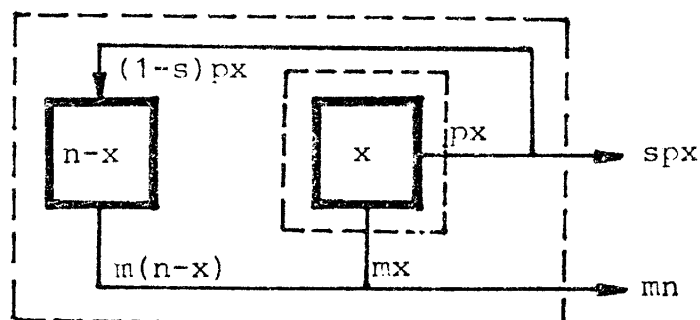 (1-s)px
n-x
x
px
spx
m(n-x)
mx
mn